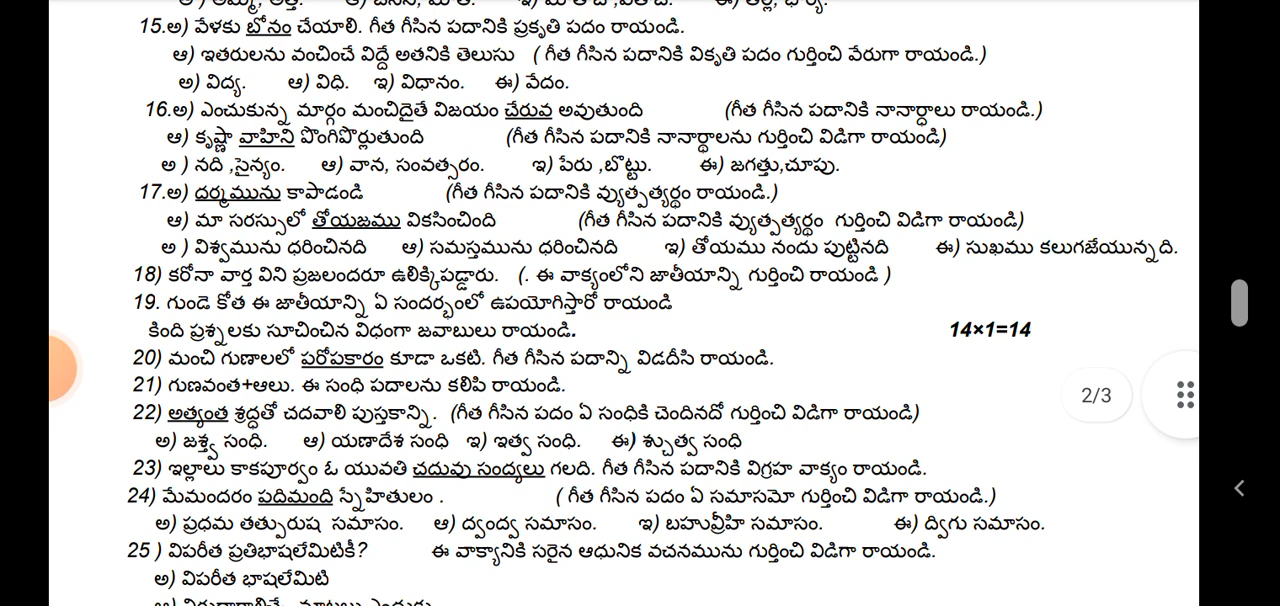 15.అ) వేళకు బోనం చేయాలి. గీత గీసిన పదానికి ప్రకృతి పదం రాయండి.
ఆ) ఇతరులను వంచించే విద్దే అతనికి తెలుసు ( గీత గీసిన పదానికి వికృతి పదం గుర్తించి వేరుగా రాయండి.)
అ) విద్య. ఆ) విధి. ఇ) విధానం. ఈ) వేదం.
16.అ) ఎంచుకున్న మార్గం మంచిదైతే విజయం చేరువ అవుతుంది (గీత గీసిన పదానికి నానార్ధాలు రాయండి.)
ఆ) కృష్ణా వాహిని పొంగిపొర్లుతుంది (గీత గీసిన పదానికి నానార్థాలను గుర్తించి విడిగా రాయండి)
అ ) నది ,సైన్యం. ఆ) వాన, సంవత్సరం. ఇ) పేరు ,బొట్టు. ఈ) జగత్తు,చూపు.
17.అ) దర్మమును కాపాడండి (గీత గీసిన పదానికి వ్యుత్పత్యర్థం రాయండి.)
ఆ) మా సరస్సులో తోయజము వికసించింది (గీత గీసిన పదానికి వ్యుత్పత్యర్థం గుర్తించి విడిగా రాయండి)
అ ) విశ్వమును ధరించినది ఆ) సమస్తమును ధరించినది ఇ) తోయము నందు పుట్టినది ఈ) సుఖము కలుగజేయున్నది.
18) కరోనా వార్త విని ప్రజలందరూ ఉలిక్కిపడ్డారు. (. ఈ వాక్యంలోని జాతీయాన్ని గుర్తించి రాయండి )
19. గుండె కోత ఈ జాతీయాన్ని ఏ సందర్భంలో ఉపయోగిస్తారో రాయండి
కింది ప్రశ్నలకు సూచించిన విధంగా జవాబులు రాయండి. 14×1=14
20) మంచి గుణాలలో పరోపకారం కూడా ఒకటి. గీత గీసిన పదాన్ని విడదీసి రాయండి.
21) గుణవంత+ఆలు. ఈ సంధి పదాలను కలిపి రాయండి.
22) అత్యంత శ్రద్ధతో చదవాలి పుస్తకాన్ని. (గీత గీసిన పదం ఏ సంధికి చెందినదో గుర్తించి విడిగా రాయండి)
అ) జశ్త్వ సంధి. ఆ) యణాదేశ సంధి ఇ) ఇత్వ సంధి. ఈ) శ్చుత్వ సంధి
23) ఇల్లాలు కాకపూర్వం ఓ యువతి చదువు సంద్యలు గలది. గీత గీసిన పదానికి విగ్రహ వాక్యం రాయండి.
24) మేమందరం పదిమంది స్నేహితులం . ( గీత గీసిన పదం ఏ సమాసమో గుర్తించి విడిగా రాయండి.)
అ) ప్రధమ తత్పురుష సమాసం. ఆ) ద్వంద్వ సమాసం. ఇ) బహువ్రీహి సమాసం. ఈ) ద్విగు సమాసం.
25 ) విపరీత ప్రతిభాషలేమిటికీ? ఈ వాక్యానికి సరైన ఆధునిక వచనమును గుర్తించి విడిగా రాయండి.
అ) విపరీత భాషలేమిటి
2/3